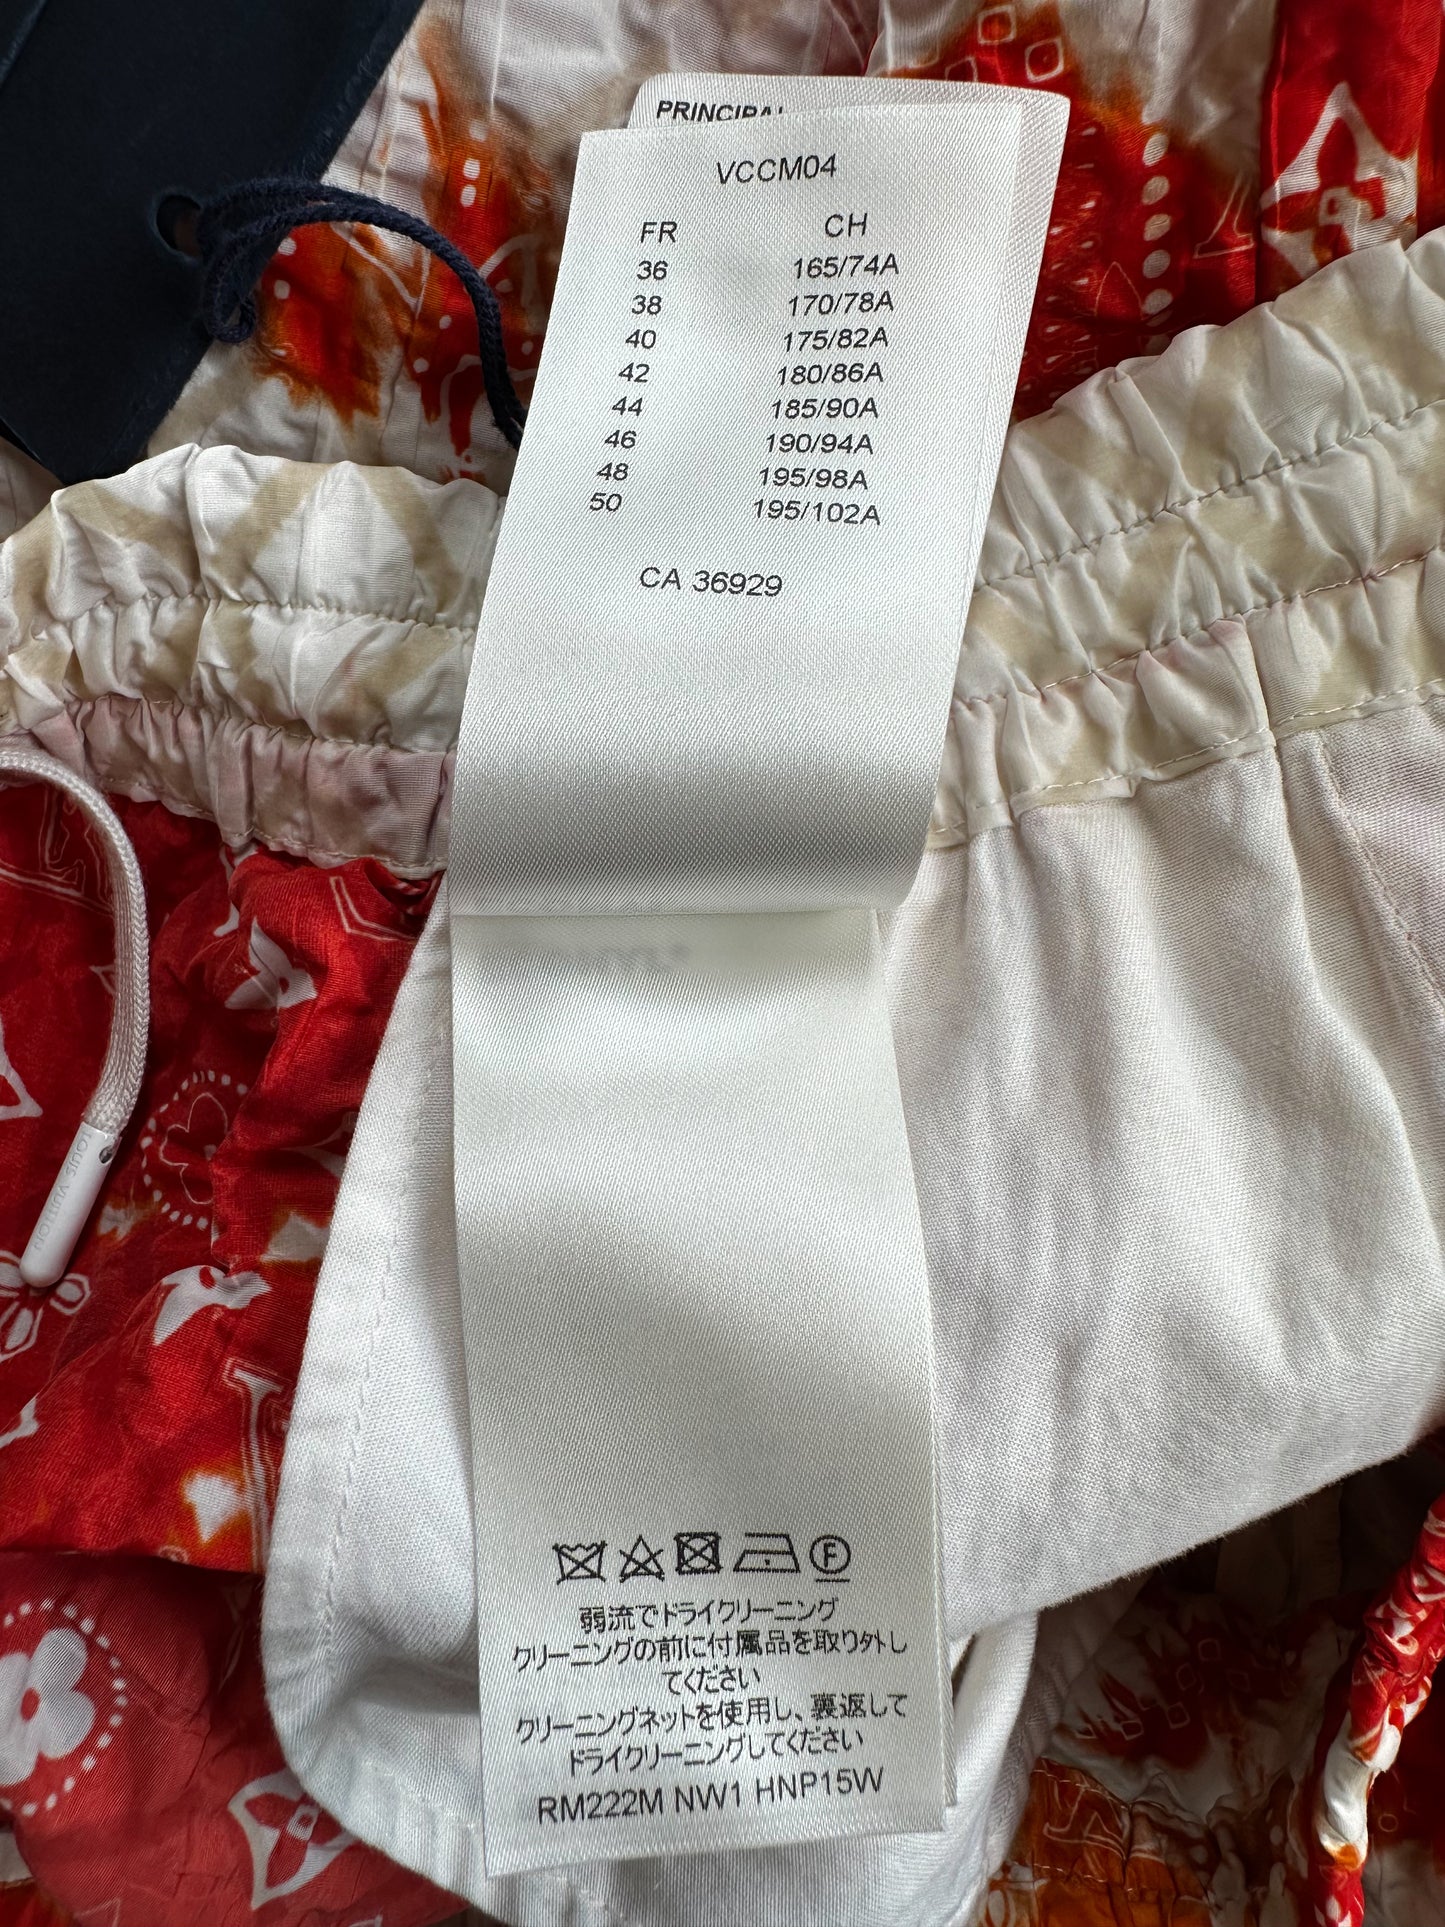 PRINCIPAL
VCCM04
FR CH
36 165/74A
38 170/78A
40 175/82A
42 180/86A
44 185/90A
46 190/94A
48 195/98A
50 195/102A
CA 36929
F
弱流でドライクリーニング
クリーニングの前に付属品を取り外し
てください
クリーニングネットを使用し、裏返して
ドライクリーニングしてください
RM222M NW1 HNP15W
LOUIS VUITTON